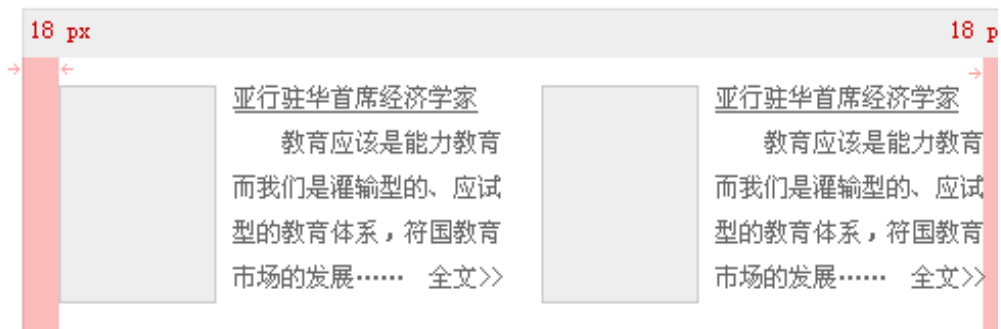 18 px
18 p
亚行驻华首席经济学家
教育应该是能力教育
而我们是灌输型的、应试
型的教育体系，符国教育
市场的发展…… 全文>>
亚行驻华首席经济学家
教育应该是能力教育
而我们是灌输型的、应试
型的教育体系，符国教育
市场的发展…… 全文>>